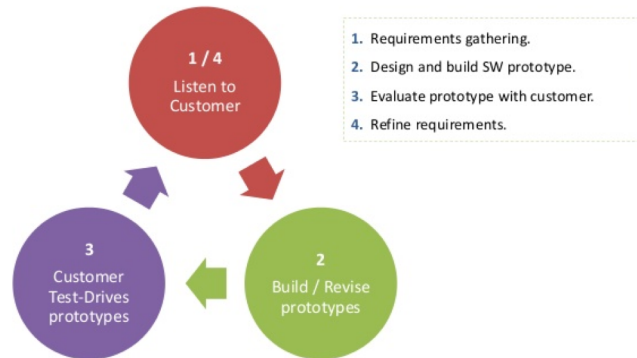 1 / 4
Listen to
Customer
1. Requirements gathering.
2. Design and build SW prototype.
3. Evaluate prototype with customer.
4. Refine requirements.
3
Customer
Test-Drives
prototypes
2
Build / Revise
prototypes